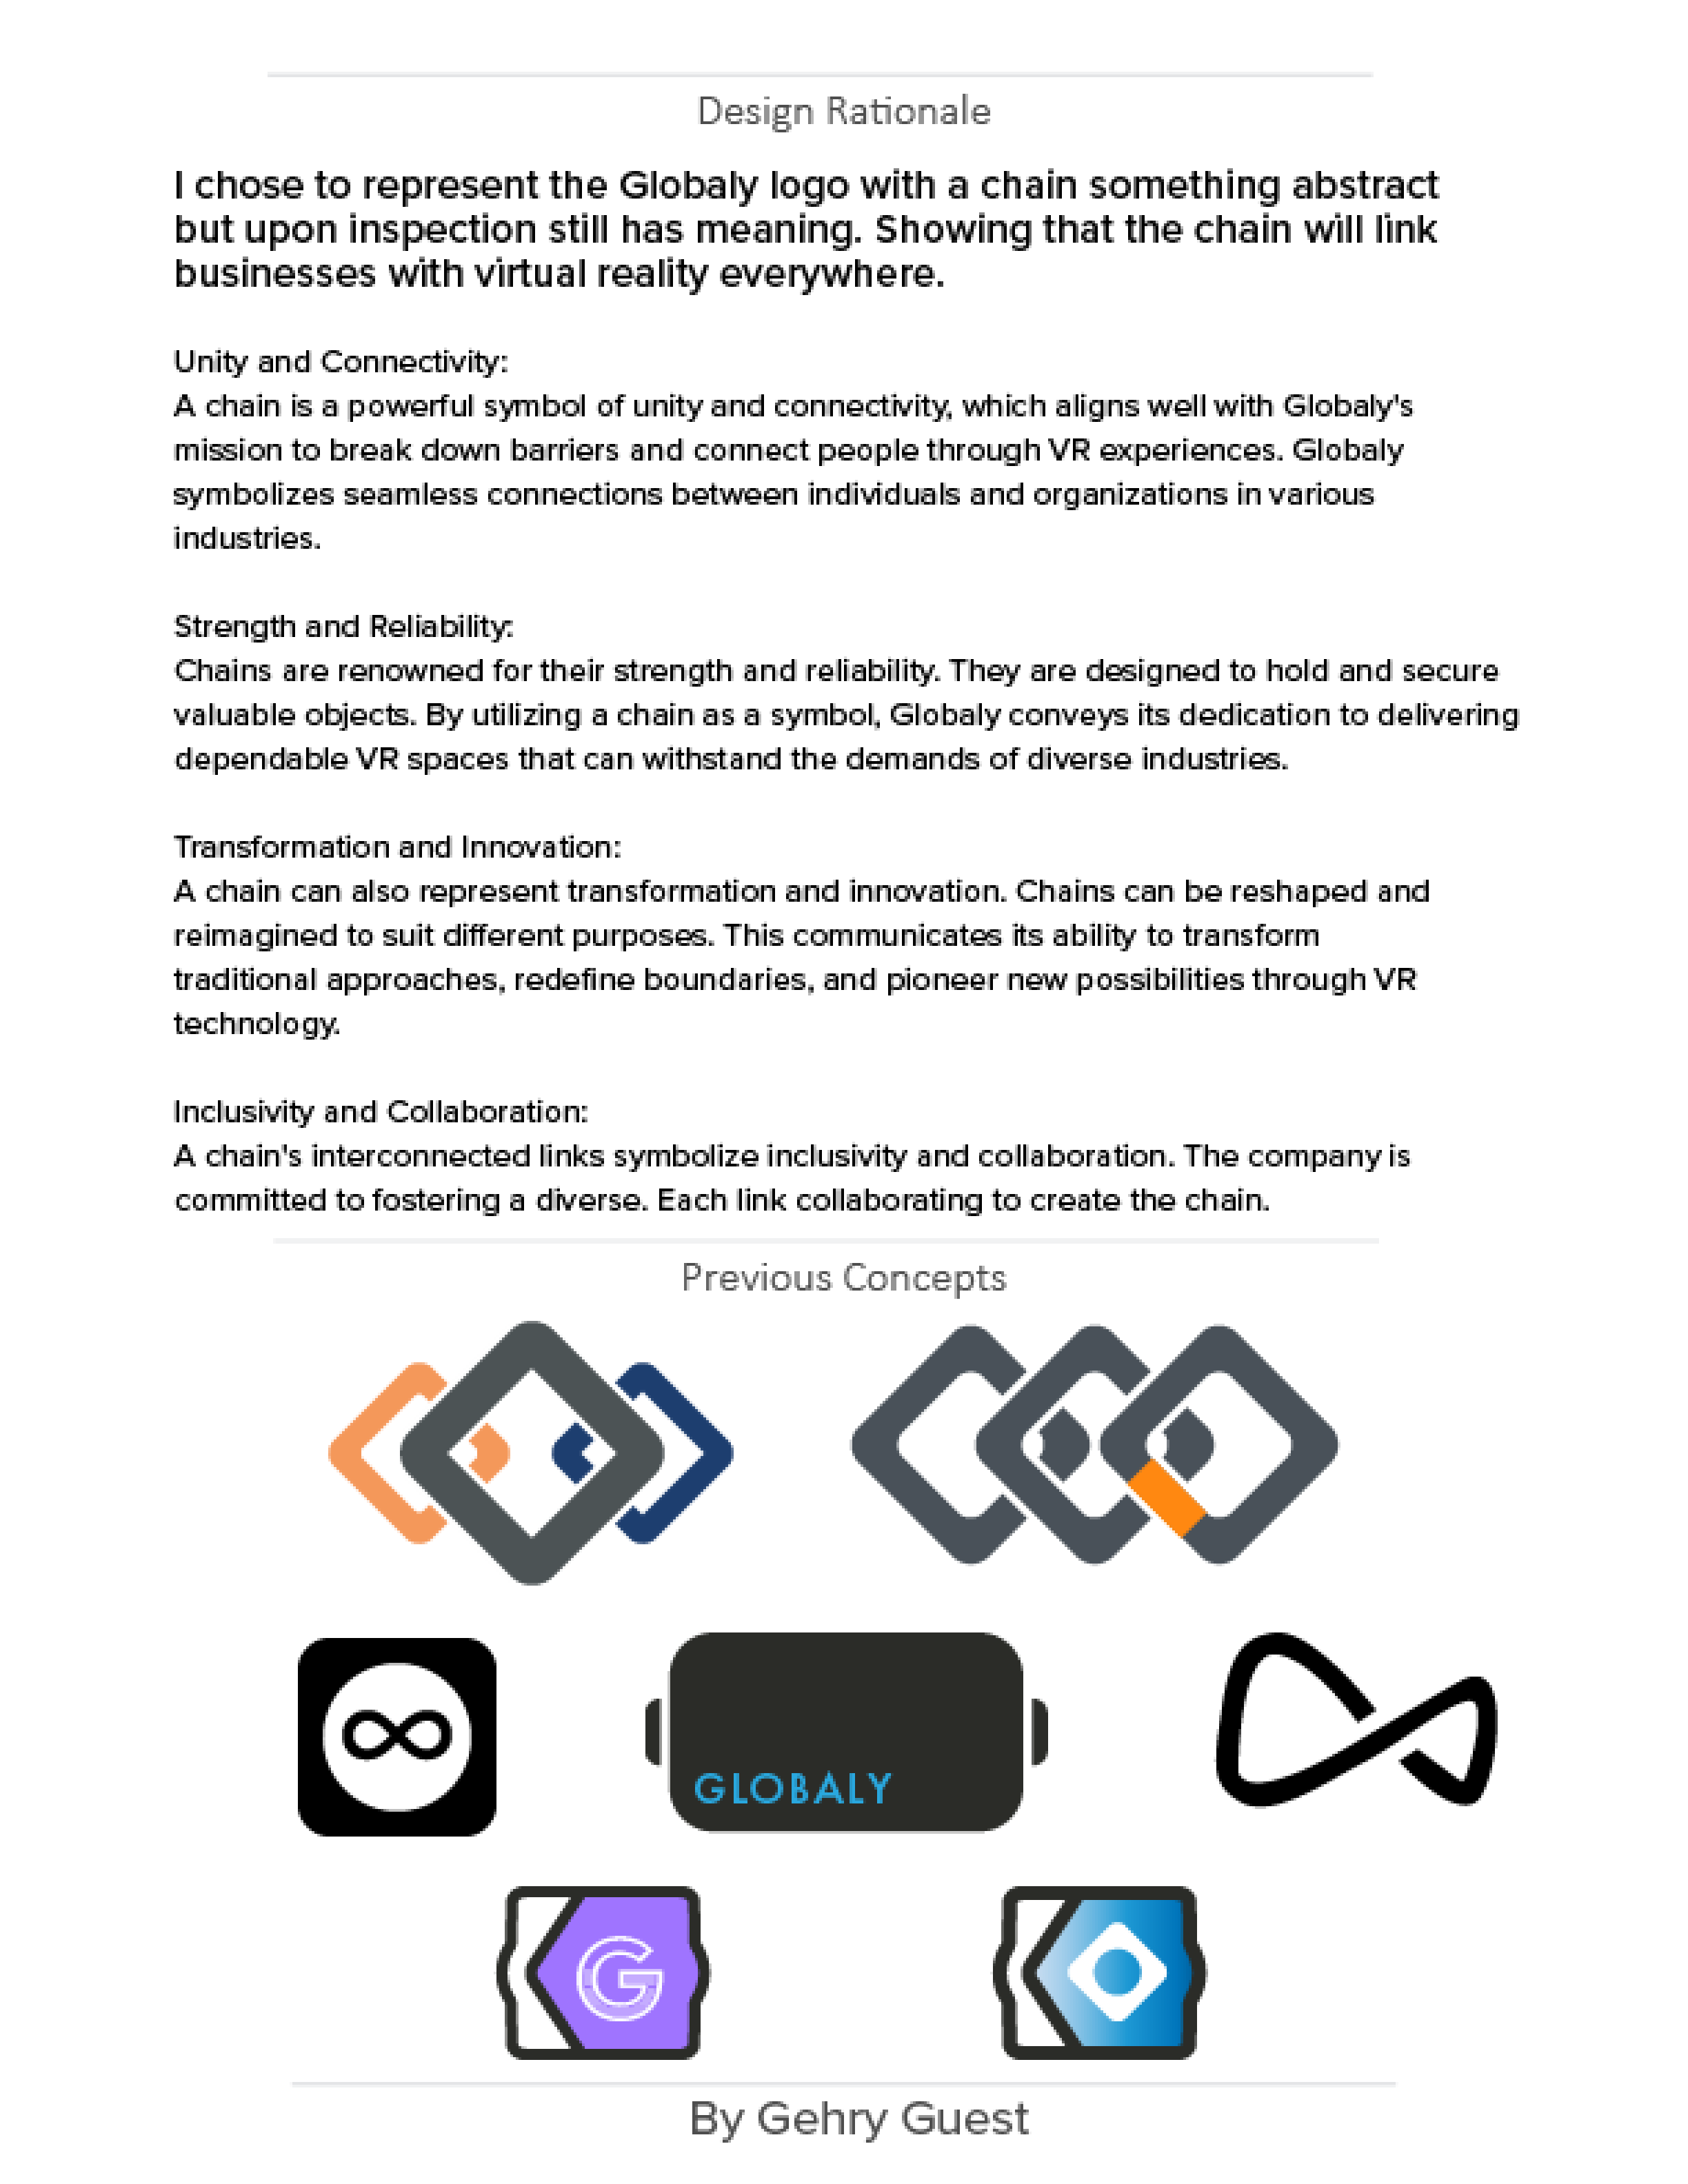 Design Rationale
I chose to represent the Globaly logo with a chain something abstract
but upon inspection still has meaning. Showing that the chain will link
businesses with virtual reality everywhere.
Unity and Connectivity:
A chain is a powerful symbol of unity and connectivity, which aligns well with Globaly's
mission to break down barriers and connect people through VR experiences. Globaly
symbolizes seamless connections between individuals and organizations in various
industries.
Strength and Reliability:
Chains are renowned for their strength and reliability. They are designed to hold and secure
valuable objects. By utilizing a chain as a symbol, Globaly conveys its dedication to delivering
dependable VR spaces that can withstand the demands of diverse industries.
Transformation and Innovation:
A chain can also represent transformation and innovation. Chains can be reshaped and
reimagined to suit different purposes. This communicates its ability to transform
traditional approaches, redefine boundaries, and pioneer new possibilities through VR
technology.
Inclusivity and Collaboration:
A chain's interconnected links symbolize inclusivity and collaboration. The company is
committed to fostering a diverse. Each link collaborating to create the chain.
Previous Concepts
GLOBALY
G
By Gehry Guest